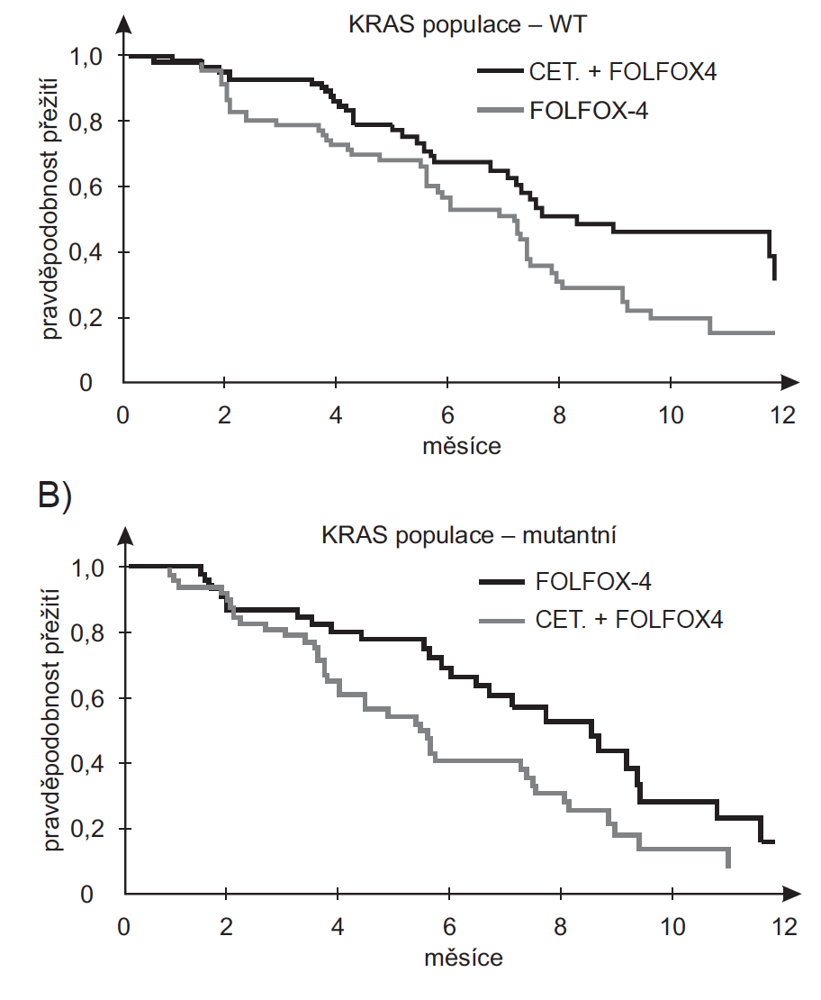 KRAS populace – WT
CET. + FOLFOX4
FOLFOX-4
pravděpodobnost přežití
1,0
0,8
0,6
0,4
0,2
0
0 2 4 6 8 10 12
měsíce
B)
KRAS populace – mutantní
FOLFOX-4
CET. + FOLFOX4
pravděpodobnost přežití
1,0
0,8
0,6
0,4
0,2
0
0 2 4 6 8 10 12
měsíce